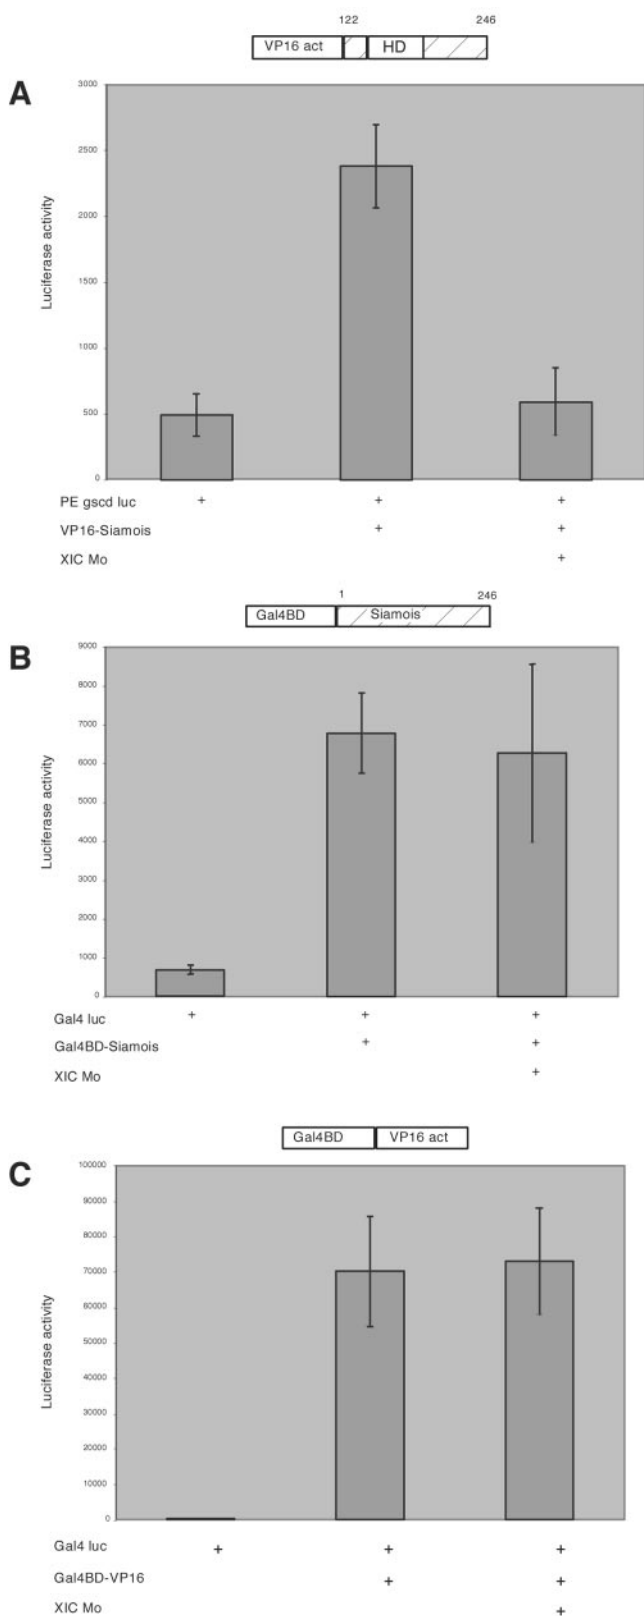 122 246
VP16 act HD
A
3000
2500
2000
1500
1000
500
0
Luciferase activity
PE gscd luc + + +
VP16-Siamois + +
XIC Mo +
1 246
Gal4BD Siamois
B
9000
8000
7000
6000
5000
4000
3000
2000
1000
0
Luciferase activity
Gal4 luc + + +
Gal4BD-Siamois + +
XIC Mo +
Gal4BD VP16 act
C
100000
90000
80000
70000
60000
50000
40000
30000
20000
10000
0
Luciferase activity
Gal4 luc + + +
Gal4BD-VP16 + +
XIC Mo +